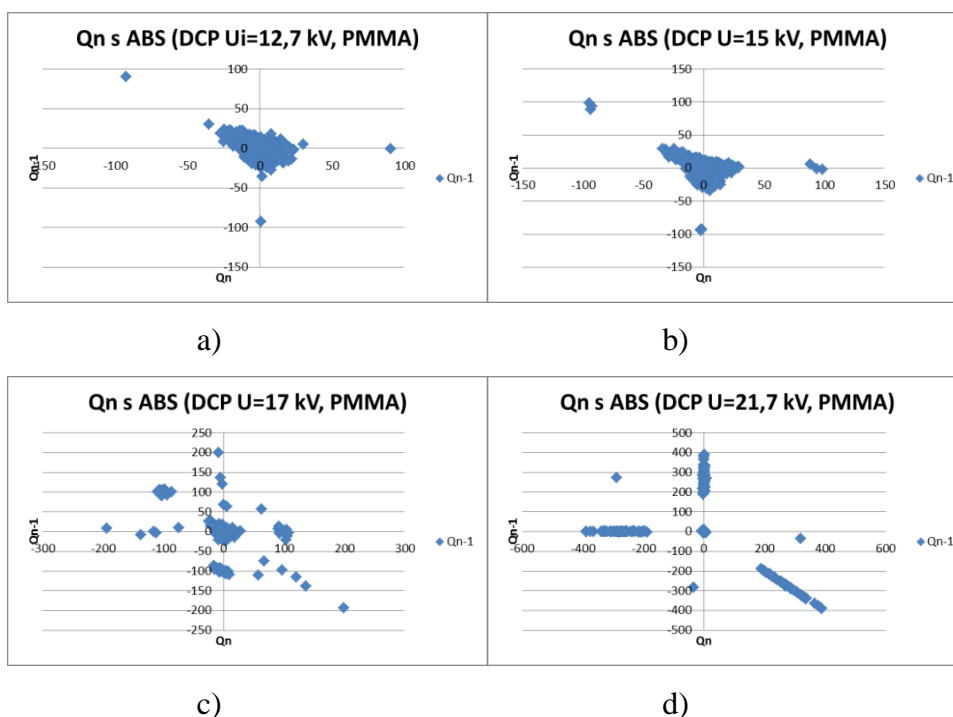 Qn s ABS (DCP Ui=12,7 kV, PMMA)
100
50
0
-150 -100 -50 0 50 100
-50
-100
-150
Qn-1
Qn
Qn-1
Qn s ABS (DCP U=15 kV, PMMA)
150
100
50
0
-150 -100 -50 0 50 100 150
-50
-100
-150
Qn-1
Qn
Qn-1
a) b)
Qn s ABS (DCP U=17 kV, PMMA)
250
200
150
100
50
0
-300 -200 -100 0 100 200 300
-50
-100
-150
-200
-250
Qn-1
Qn
Qn-1
Qn s ABS (DCP U=21,7 kV, PMMA)
500
400
300
200
100
0
-600 -400 -200 0 200 400 600
-100
-200
-300
-400
-500
Qn-1
Qn
Qn-1
c) d)